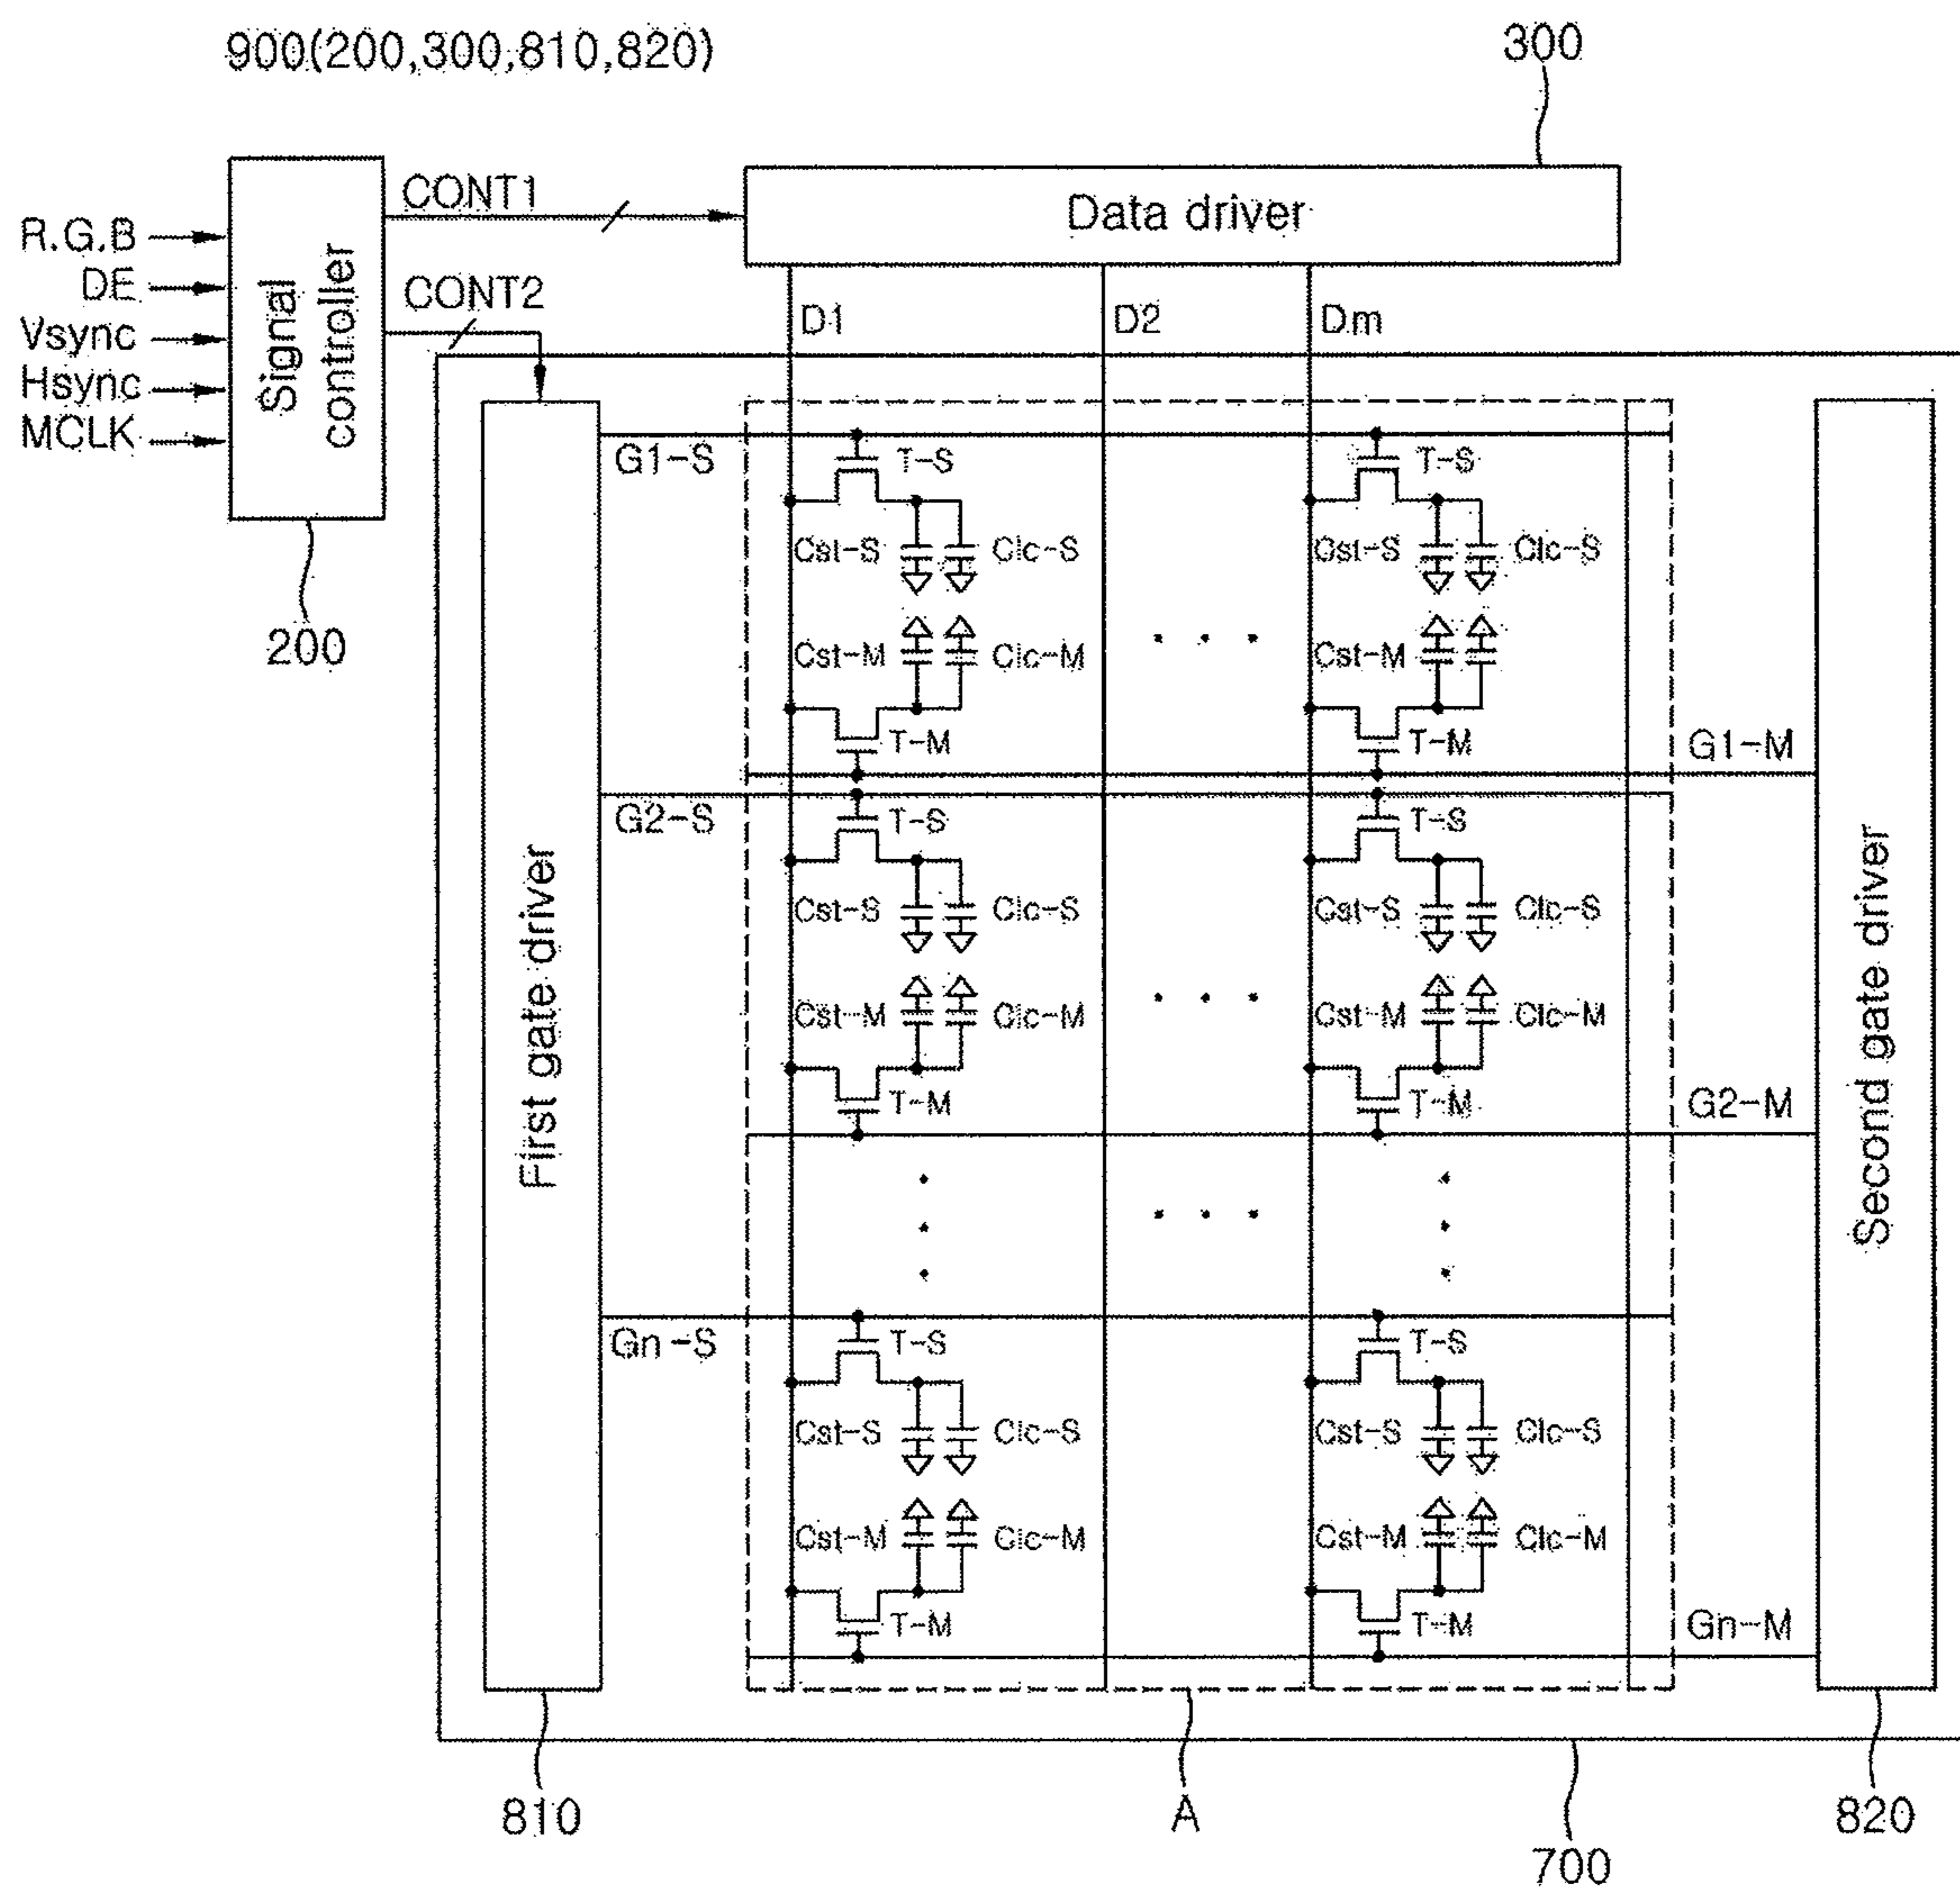 900(200,300,810,820)
300
CONT1
Data driver
R.G.B
DE
Vsync
Hsync
MCLK
Signal
controller
CONT2
D1
D2
Dm
200
First gate driver
Second gate driver
G1-S
T-S
T-S
Cst-S
Clc-S
Cst-S
Clc-S
Cst-M
Clc-M
Cst-M
T-M
T-M
G1-M
G2-S
T-S
T-S
Cst-S
Clc-S
Cst-S
Clc-S
Cst-M
Clc-M
Cst-M
Clc-M
T-M
T-M
G2-M
Gn-S
T-S
T-S
Cst-S
Clc-S
Cst-S
Clc-S
Cst-M
Clc-M
Cst-M
Clc-M
T-M
T-M
Gn-M
810
A
700
820